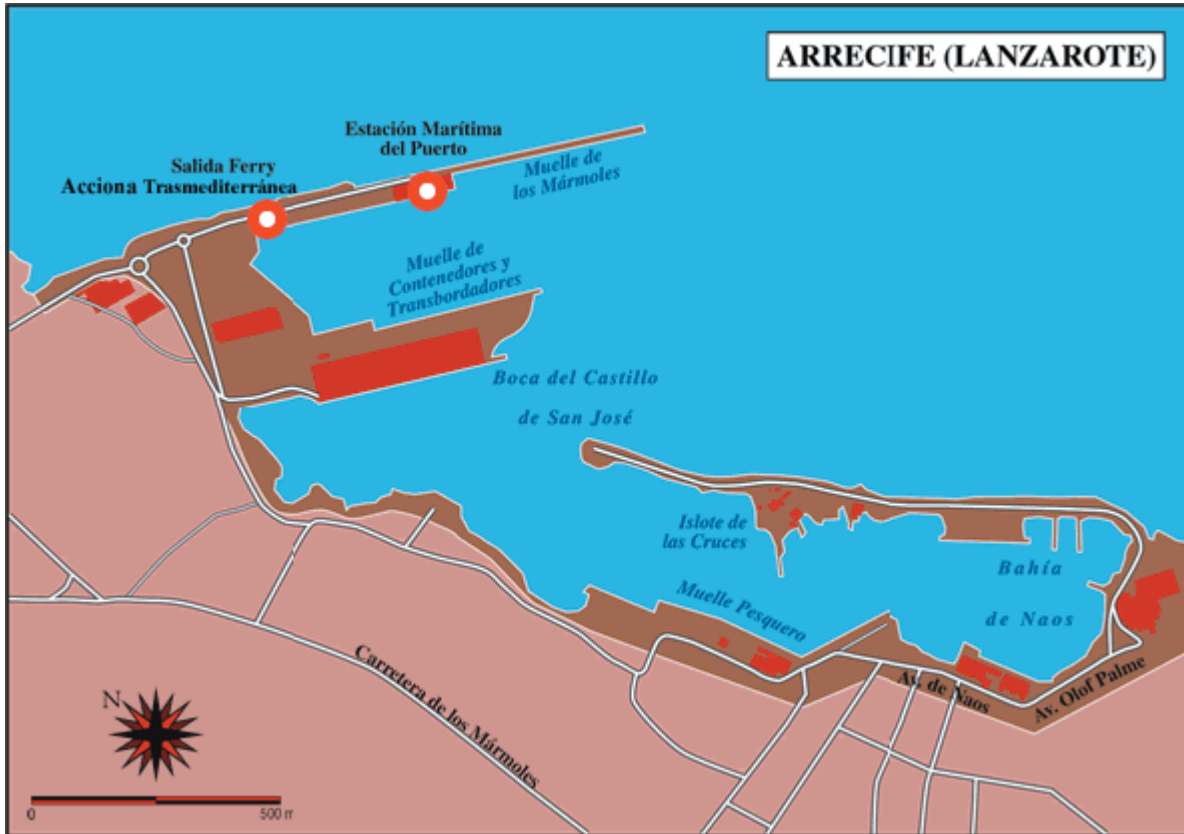 ARRECIFE (LANZAROTE)
Estación Marítima
del Puerto
Salida Ferry
Acciona Trasmediterránea
Muelle de
los Mármoles
Muelle de
Contenedores y
Transbordadores
Boca del Castillo
de San José
Islote de
las Cruces
Bahía
de Naos
Muelle Pesquero
Av. de Naos
Av. Olof Palme
Carretera de los Mármoles
N
0
500 m